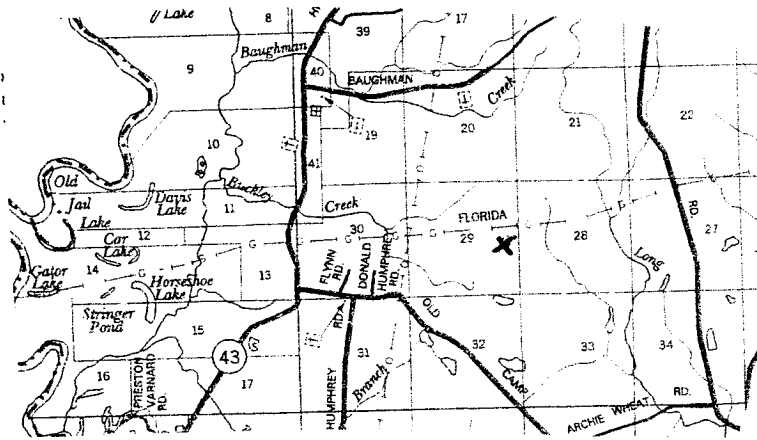 y Lake
8
39
17
Baughman
9
40
BAUGHMAN
Creek
10
19
20
21
22
41
Old
Jail
Lake
Davis
Lake
Buckley
Creek
11
FLORIDA
12
Car
Lake
G
30
G
G
G
29
28
27
RD.
Long
14
G
13
FLYNN
RD.
DONALD
HUMPHREY
RD.
Gator
Lake
Horseshoe
Lake
Stringer
Pond
OLD
15
RD.
31
32
33
34
43
CAMP
16
17
PRESTON
VARNARD
RD.
HUMPHREY
Branch
ARCHIE WHEAT
RD.